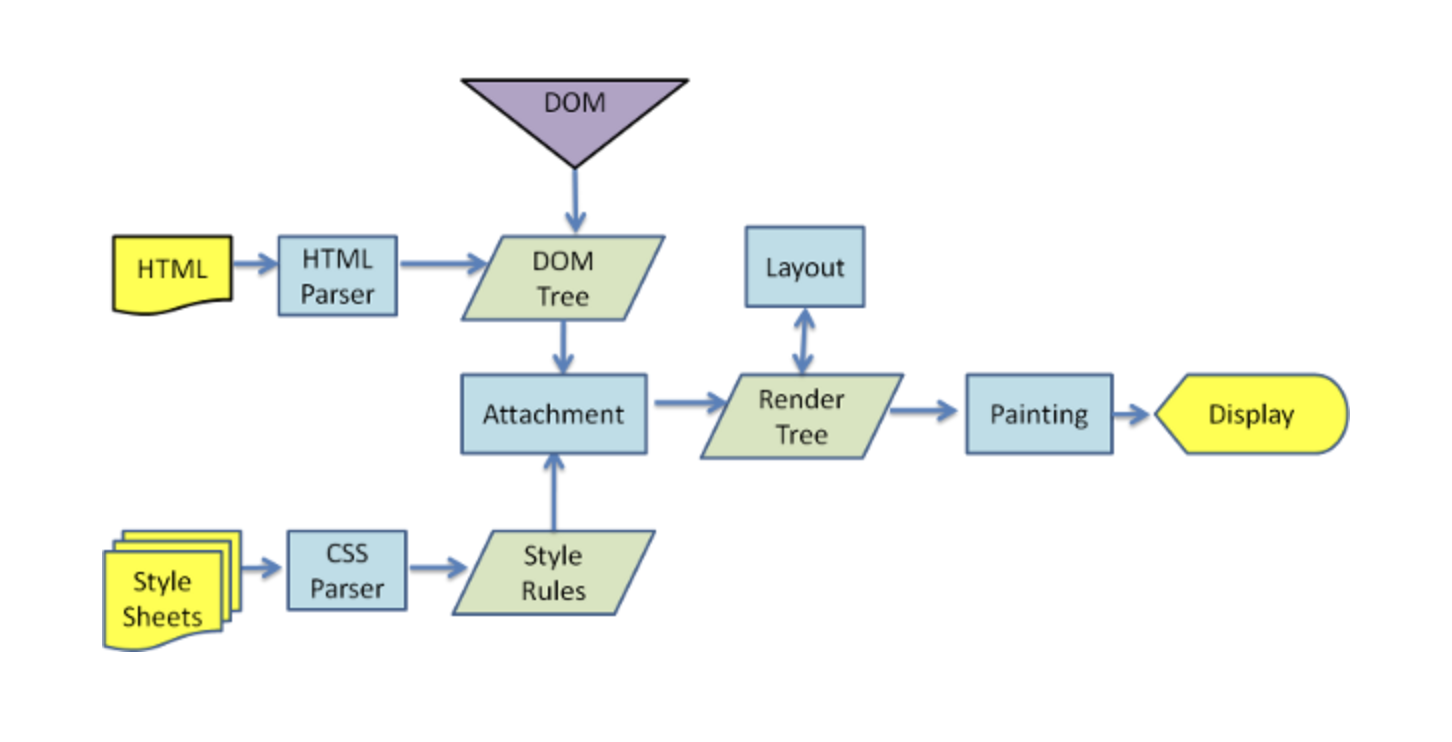 DOM
HTML
HTML
Parser
DOM
Tree
Layout
Attachment
Render
Tree
Painting
Display
Style
Sheets
CSS
Parser
Style
Rules